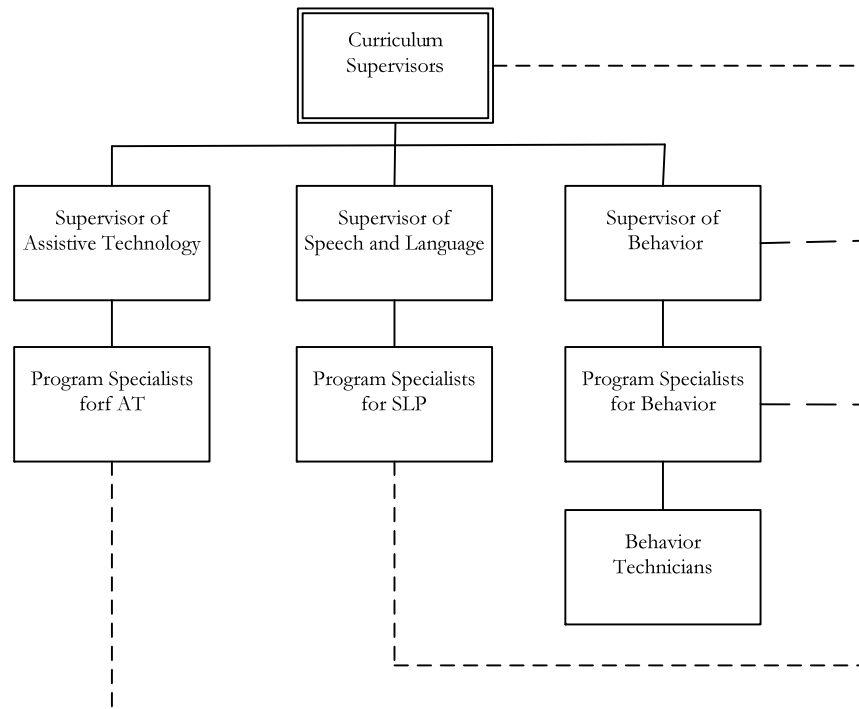 Curriculum
Supervisors
Supervisor of
Assistive Technology
Supervisor of
Speech and Language
Supervisor of
Behavior
Program Specialists
forf AT
Program Specialists
for SLP
Program Specialists
for Behavior
Behavior
Technicians